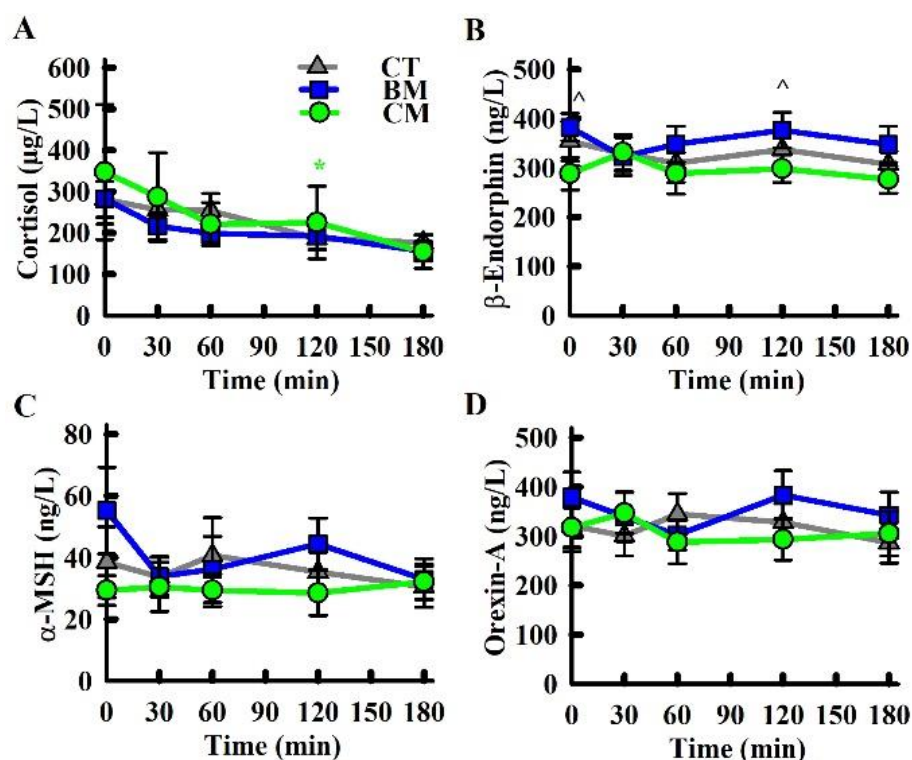 A
Cortisol (µg/L)
600
500
400
300
200
100
0
CT
BM
CM
*
0 30 60 90 120 150 180
Time (min)
B
β-Endorphin (ng/L)
500
400
300
200
100
0
^ ^
0 30 60 90 120 150 180
Time (min)
C
α-MSH (ng/L)
80
60
40
20
0
0 30 60 90 120 150 180
Time (min)
D
Orexin-A (ng/L)
500
400
300
200
100
0
0 30 60 90 120 150 180
Time (min)